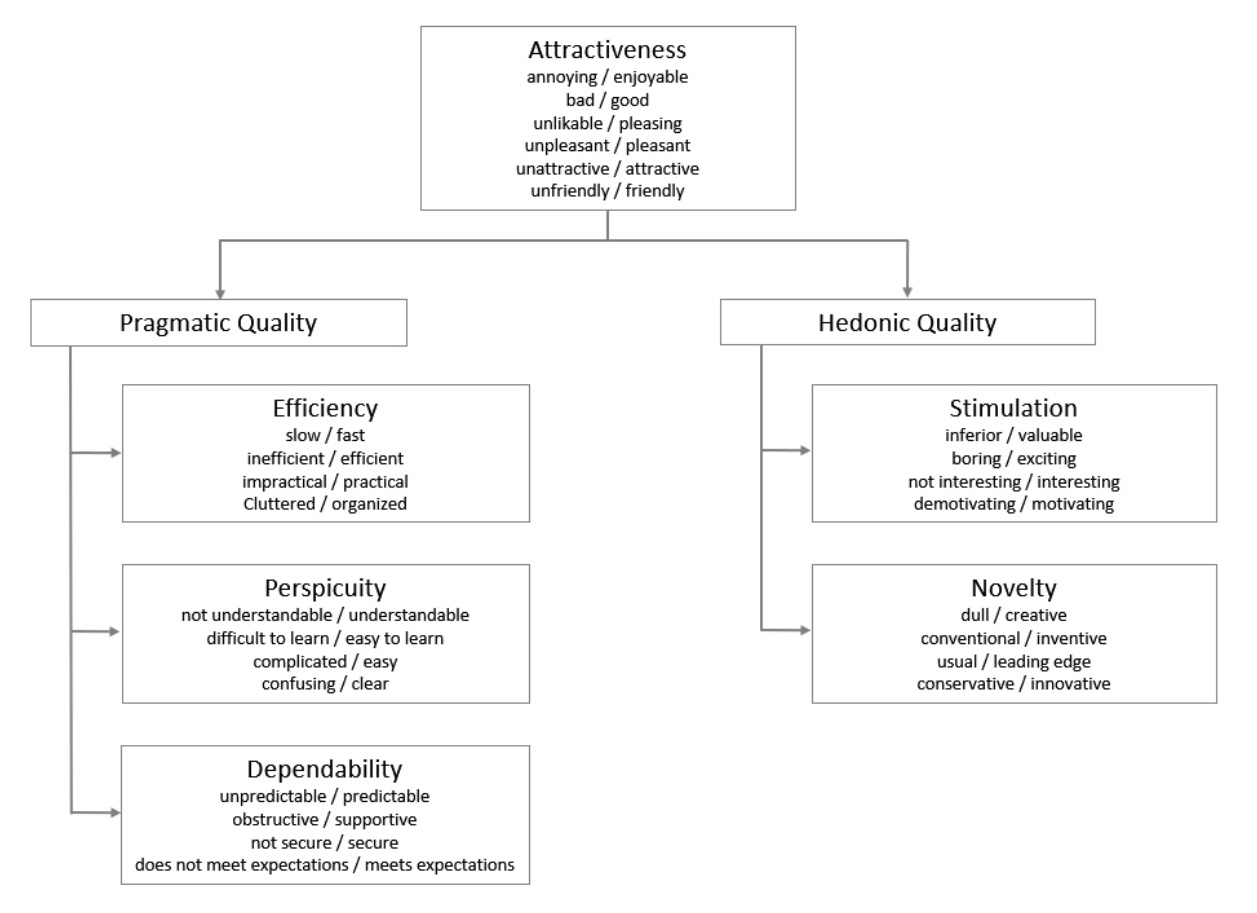 Attractiveness
annoying / enjoyable
bad / good
unlikable / pleasing
unpleasant / pleasant
unattractive / attractive
unfriendly / friendly
Pragmatic Quality
Efficiency
slow / fast
inefficient / efficient
impractical / practical
Cluttered / organized
Perspicuity
not understandable / understandable
difficult to learn / easy to learn
complicated / easy
confusing / clear
Dependability
unpredictable / predictable
obstructive / supportive
not secure / secure
does not meet expectations / meets expectations
Hedonic Quality
Stimulation
inferior / valuable
boring / exciting
not interesting / interesting
demotivating / motivating
Novelty
dull / creative
conventional / inventive
usual / leading edge
conservative / innovative